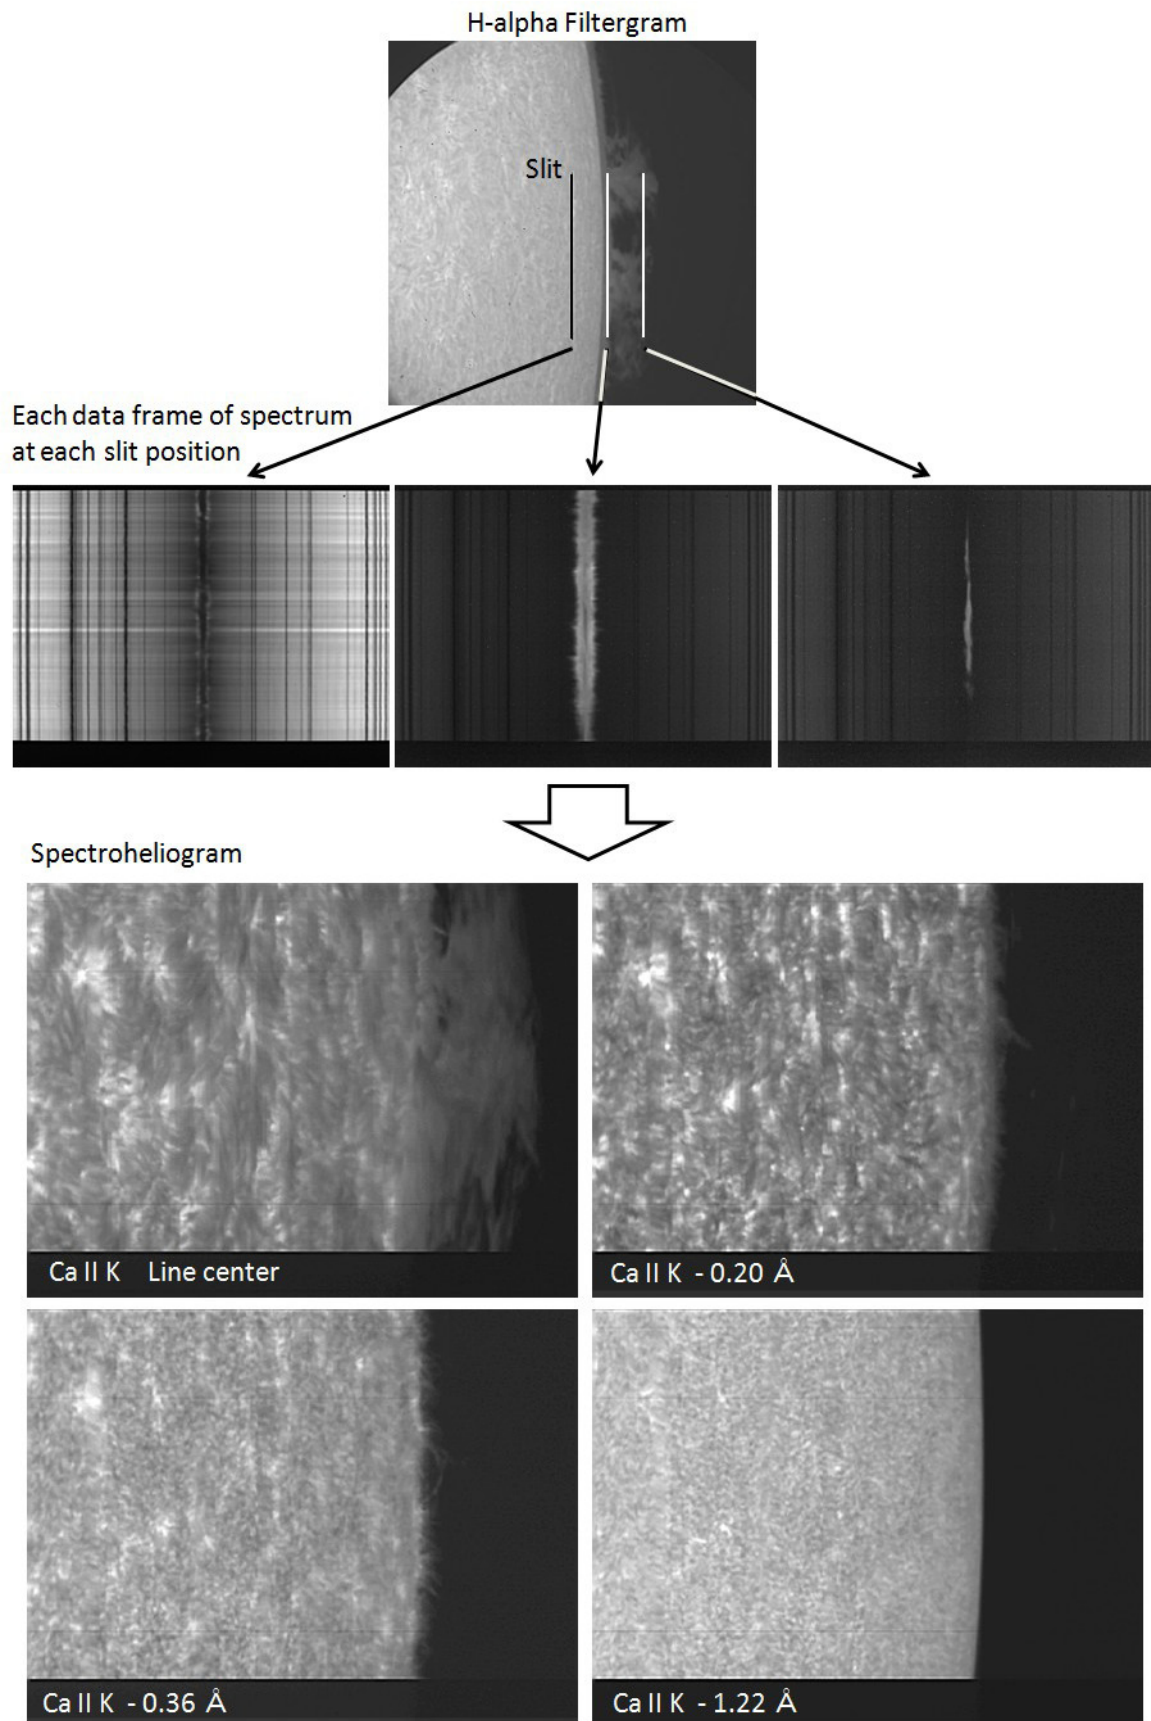 H-alpha Filtergram
Slit
Each data frame of spectrum
at each slit position
Spectroheliogram
Ca II K Line center
Ca II K - 0.20 Å
Ca II K - 0.36 Å
Ca II K - 1.22 Å